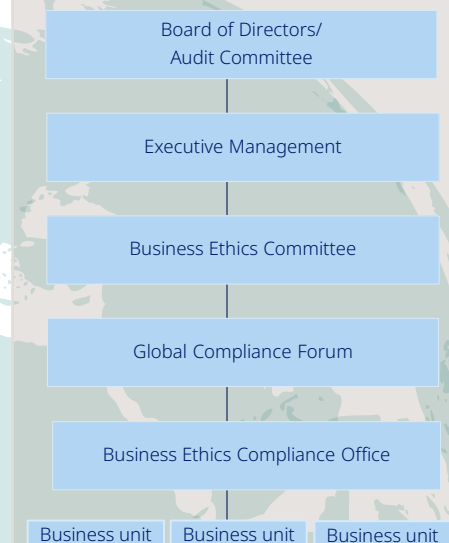 Board of Directors/
Audit Committee
Executive Management
Business Ethics Committee
Global Compliance Forum
Business Ethics Compliance Office
Business unit
Business unit
Business unit